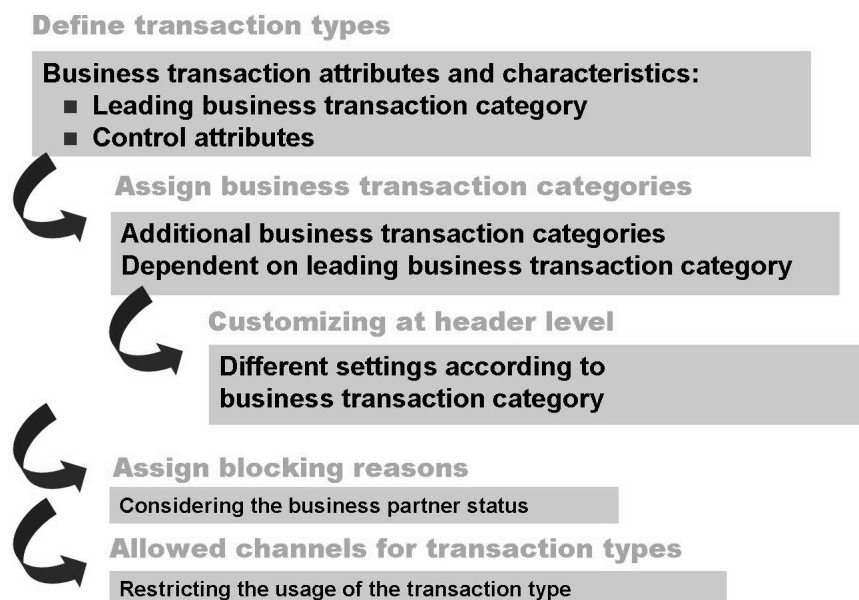 Define transaction types
Business transaction attributes and characteristics:
Leading business transaction category
Control attributes
Assign business transaction categories
Additional business transaction categories
Dependent on leading business transaction category
Customizing at header level
Different settings according to
business transaction category
Assign blocking reasons
Considering the business partner status
Allowed channels for transaction types
Restricting the usage of the transaction type